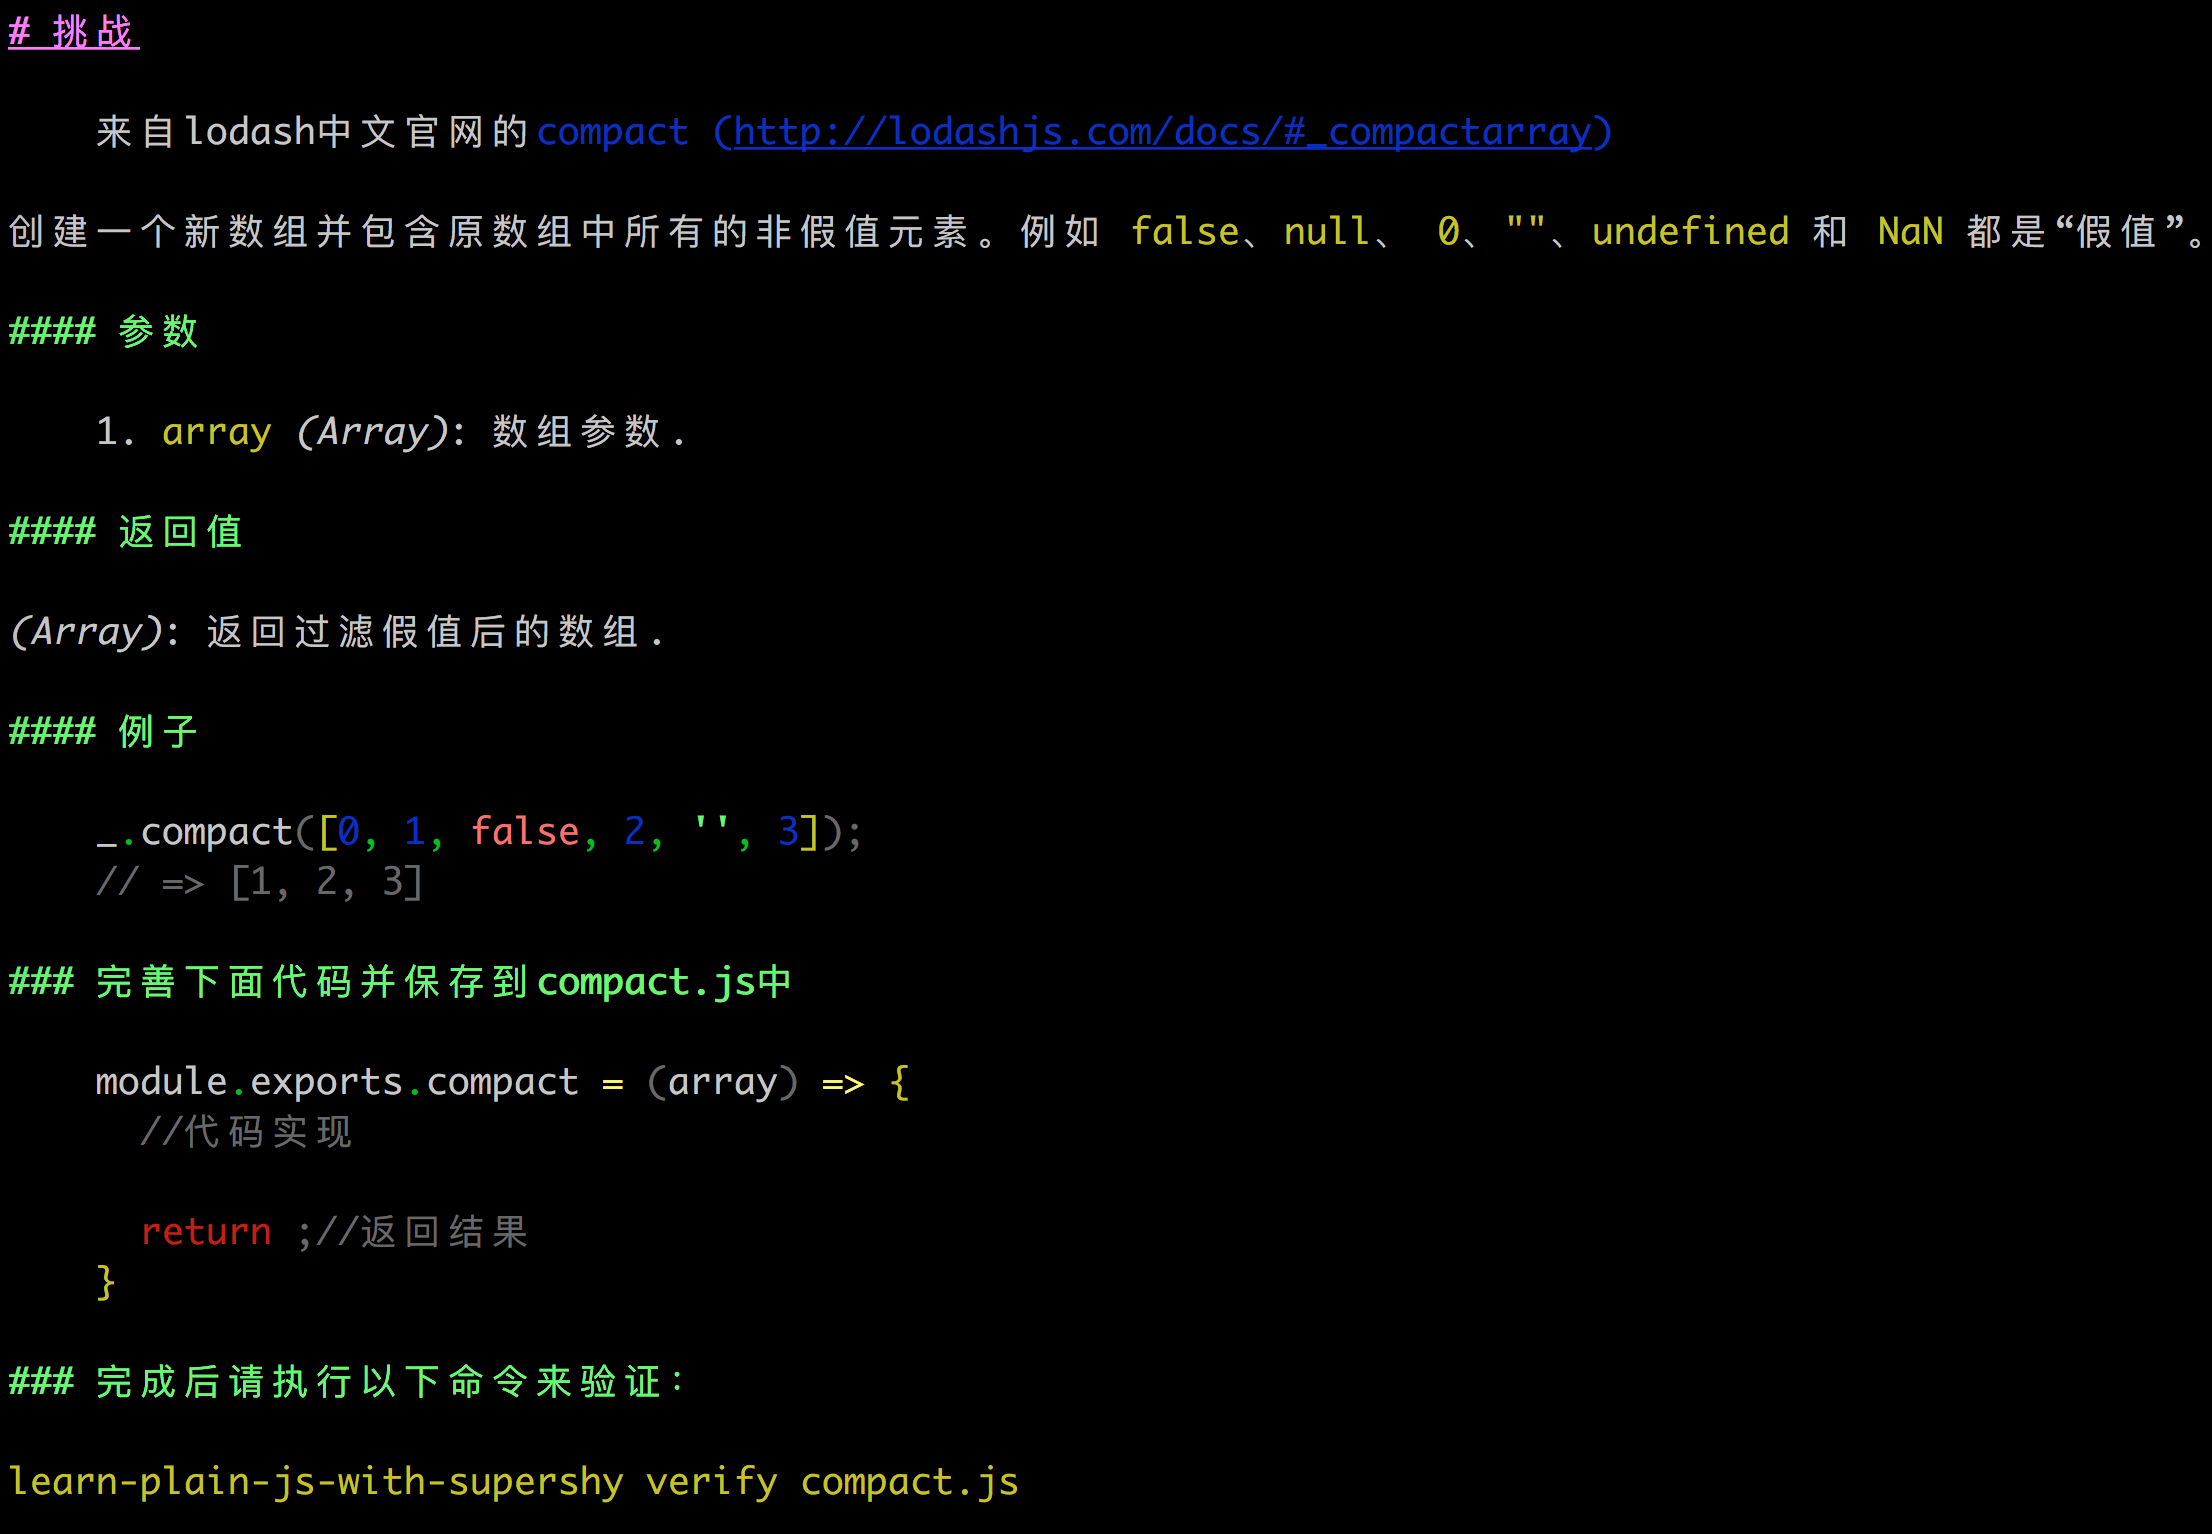 # 挑战
来自lodash中文官网的compact (http://lodashjs.com/docs/#_compactarray)
创建一个新数组并包含原数组中所有的非假值元素。例如 false、null、 0、""、undefined 和 NaN 都是“假值”。
#### 参数
1. array (Array): 数组参数.
#### 返回值
(Array): 返回过滤假值后的数组.
#### 例子
_.compact([0, 1, false, 2, '', 3]);
// => [1, 2, 3]
### 完善下面代码并保存到compact.js中
module.exports.compact = (array) => {
//代码实现
return ;//返回结果
}
### 完成后请执行以下命令来验证:
learn-plain-js-with-supershy verify compact.js